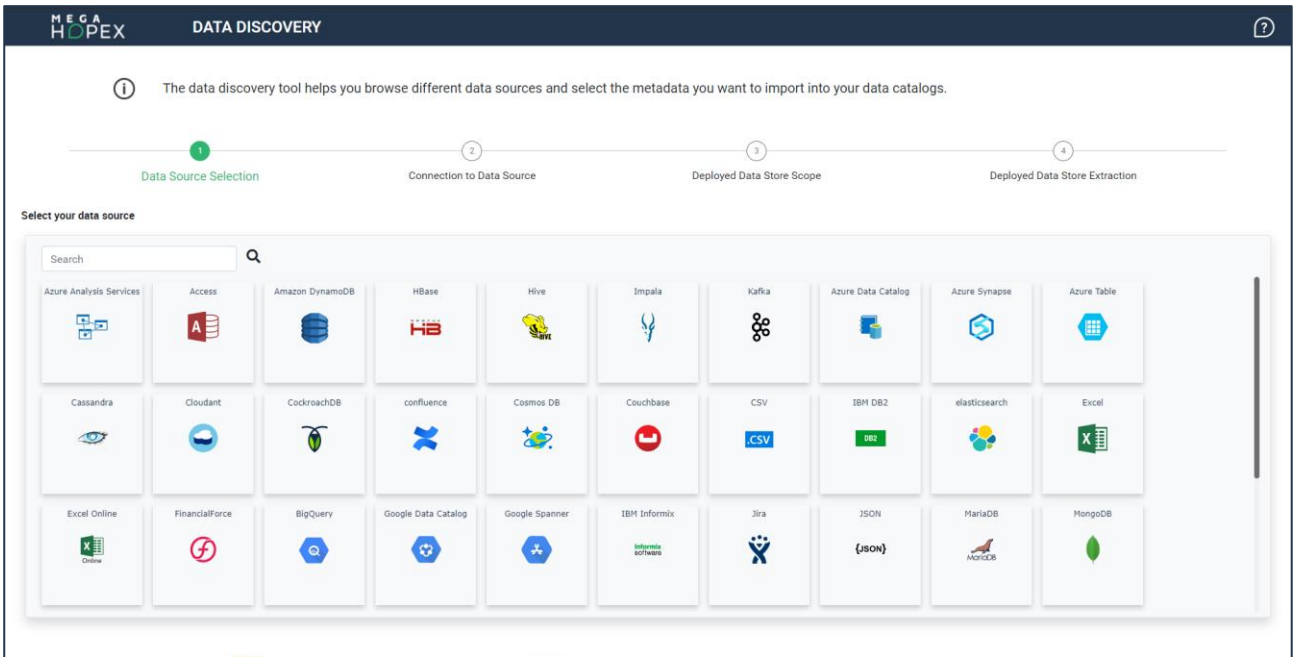 MEGA
HOPEX
DATA DISCOVERY
?
i
The data discovery tool helps you browse different data sources and select the metadata you want to import into your data catalogs.
1
2
3
4
Data Source Selection
Connection to Data Source
Deployed Data Store Scope
Deployed Data Store Extraction
Select your data source
Search
Azure Analysis Services
Access
Amazon DynamoDB
HBase
Hive
Impala
Kafka
Azure Data Catalog
Azure Synapse
Azure Table
A
HB
HIVE
Cassandra
Cloudant
CockroachDB
confluence
Cosmos DB
Couchbase
CSV
IBM DB2
elasticsearch
Excel
.CSV
DB2
X
Excel Online
FinancialForce
BigQuery
Google Data Catalog
Google Spanner
IBM Informix
Jira
JSON
MariaDB
MongoDB
X
Online
Informix
software
{JSON}
MariaDB